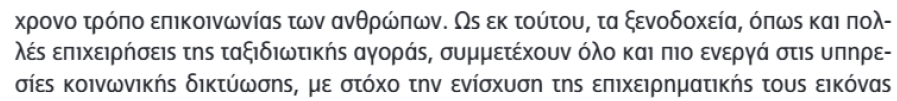 χρονο τρόπο επικοινωνίας των ανθρώπων. Ως εκ τούτου, τα ξενοδοχεία, όπως και πολ-
λές επιχειρήσεις της ταξιδιωτικής αγοράς, συμμετέχουν όλο και πιο ενεργά στις υπηρε-
σίες κοινωνικής δικτύωσης, με στόχο την ενίσχυση της επιχειρηματικής τους εικόνας